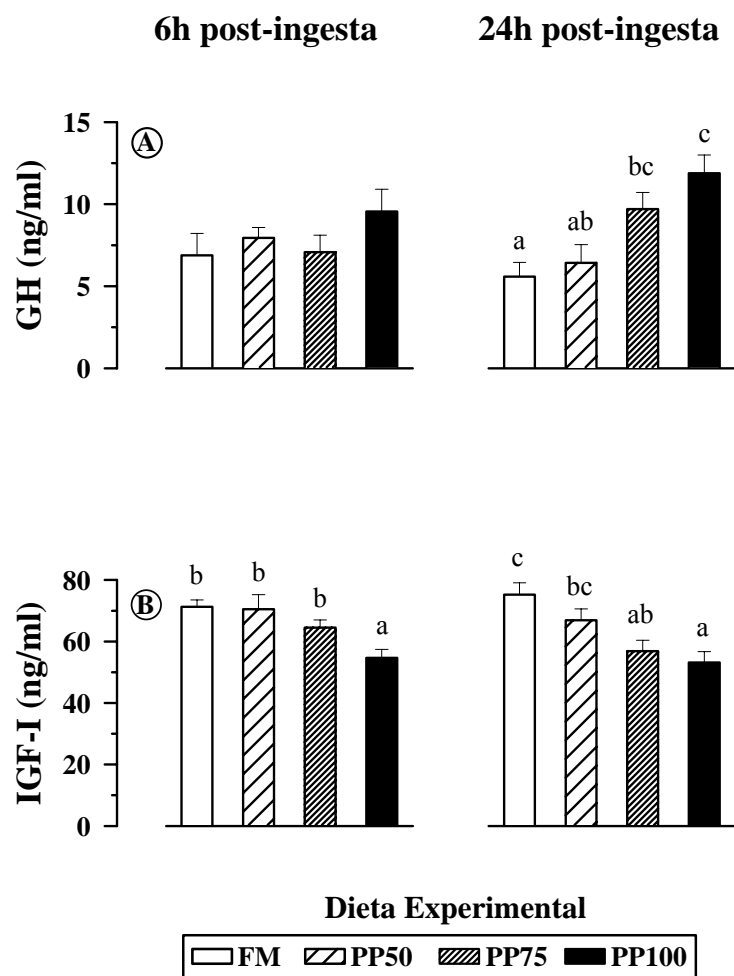 6h post-ingesta 24h post-ingesta
A
GH (ng/ml)
15
10
5
0
a ab bc c
B
IGF-I (ng/ml)
80
60
40
20
0
b b b a
c bc ab a
Dieta Experimental
FM PP50 PP75 PP100